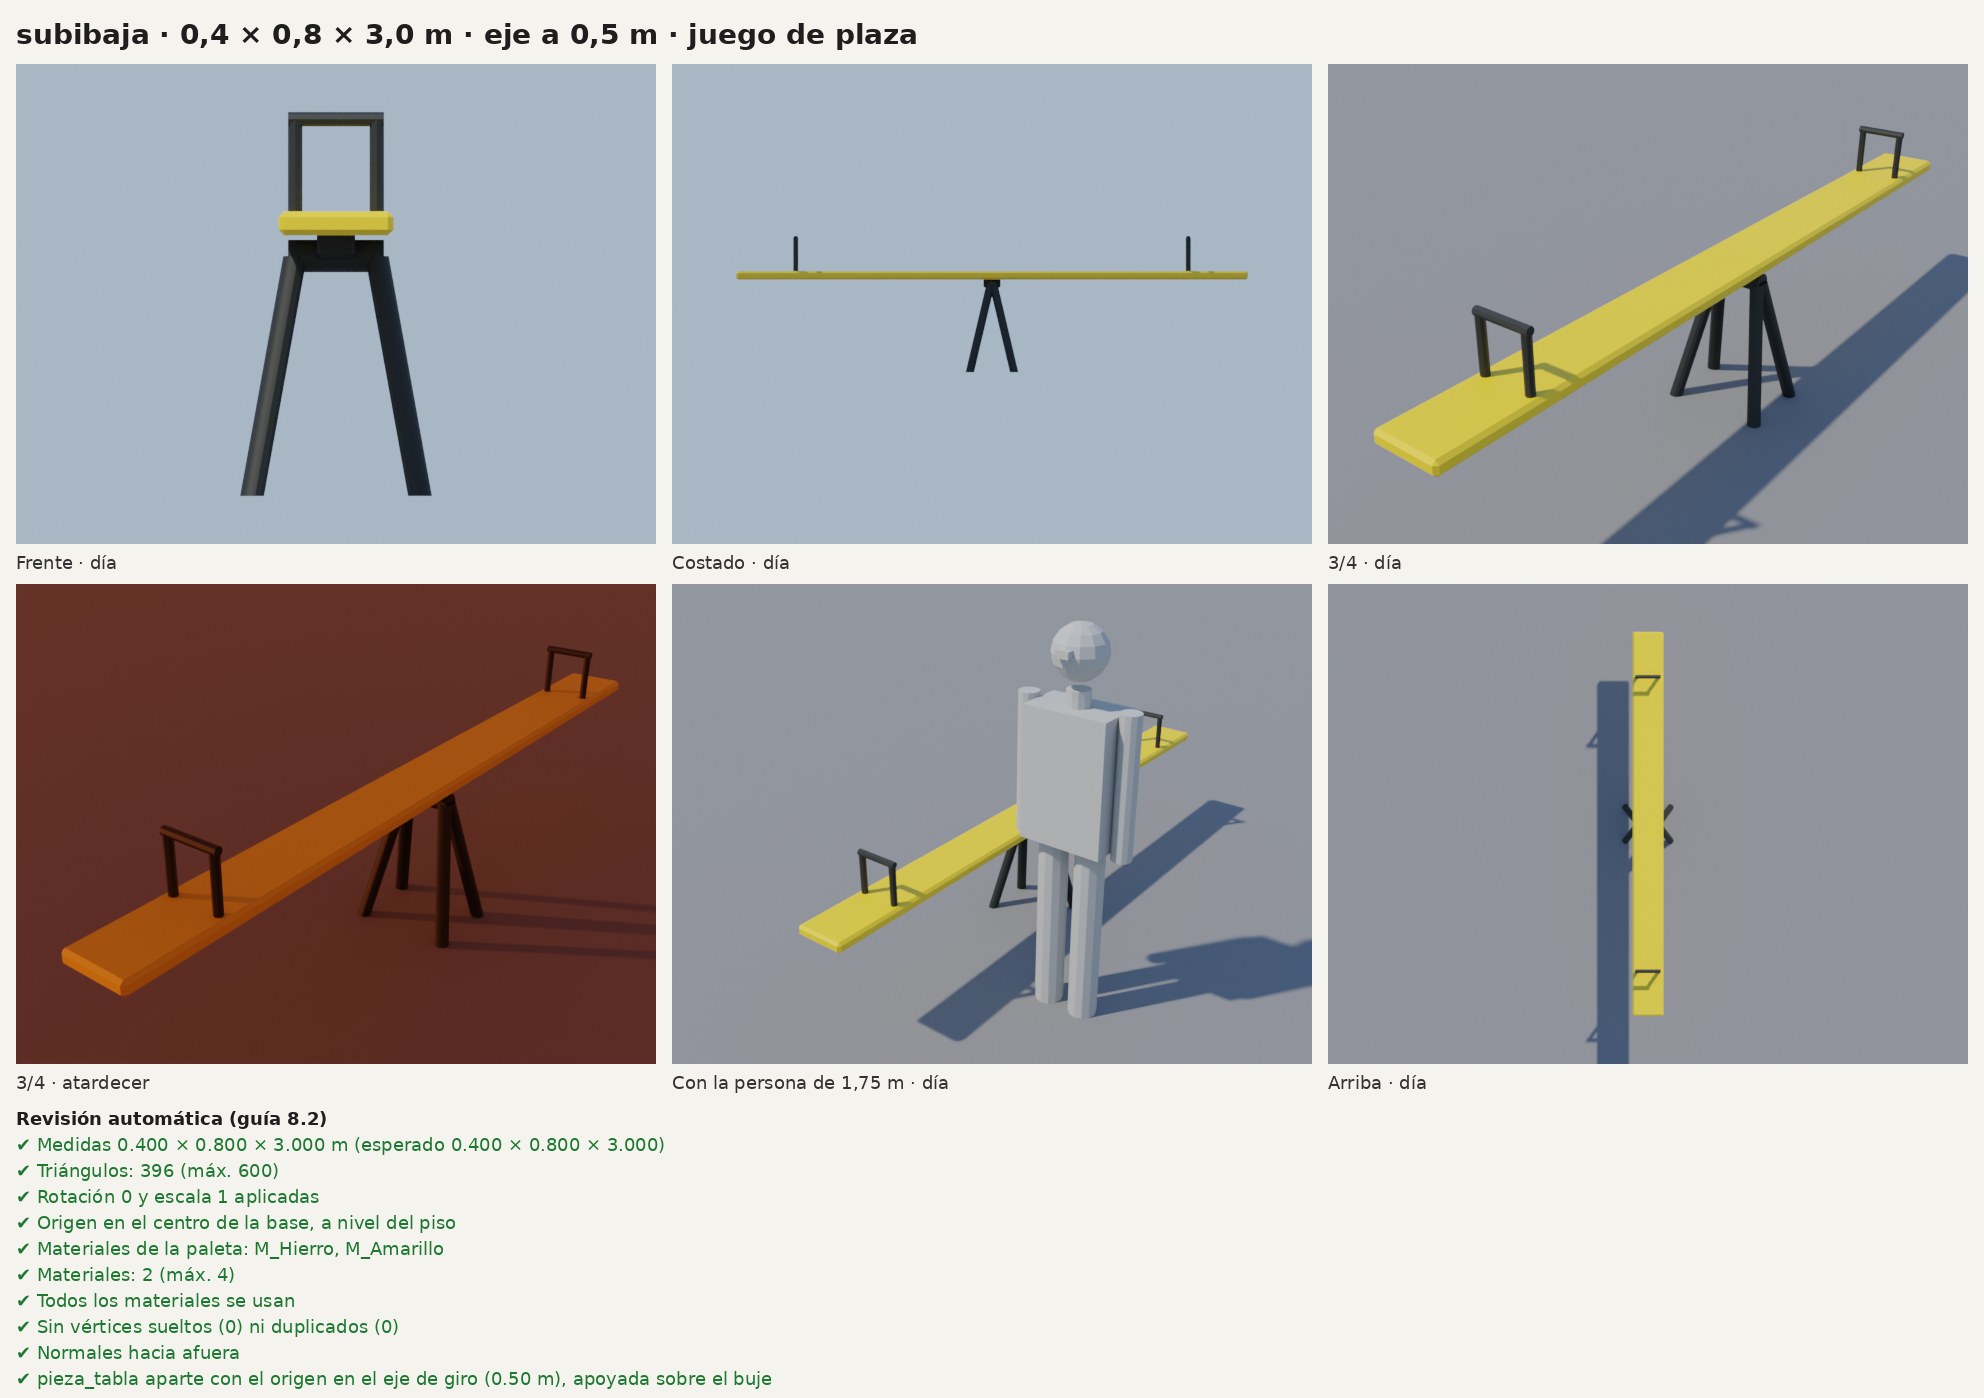 subibaja · 0,4 × 0,8 × 3,0 m · eje a 0,5 m · juego de plaza
Frente · día
Costado · día
3/4 · día
3/4 · atardecer
Con la persona de 1,75 m · día
Arriba · día
Revisión automática (guía 8.2)
✔ Medidas 0.400 × 0.800 × 3.000 m (esperado 0.400 × 0.800 × 3.000)
✔ Triángulos: 396 (máx. 600)
✔ Rotación 0 y escala 1 aplicadas
✔ Origen en el centro de la base, a nivel del piso
✔ Materiales de la paleta: M_Hierro, M_Amarillo
✔ Materiales: 2 (máx. 4)
✔ Todos los materiales se usan
✔ Sin vértices sueltos (0) ni duplicados (0)
✔ Normales hacia afuera
✔ pieza_tabla aparte con el origen en el eje de giro (0.50 m), apoyada sobre el buje